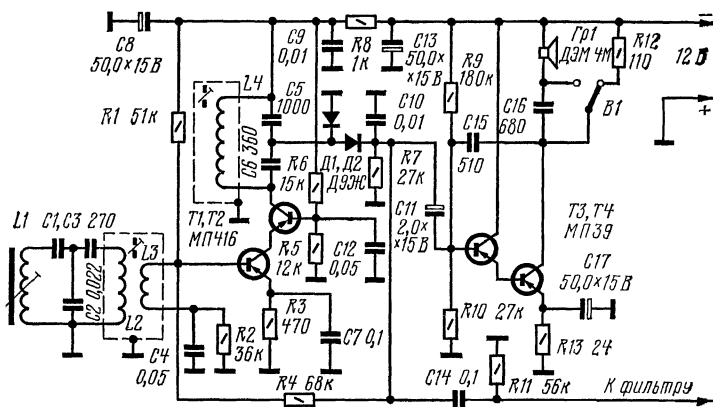 C8
50,0×15В
C9
0,01
R8
1к
C13
50,0×
×15В
R9
180к
Гр1
ДЭМ 4М
R12
110
12 В
−
+
L4
C5
1000
C10
0,01
R1 51к
C6 360
R6
15к
Д1, Д2
Д9Ж
R7
27к
C15
510
C16
680
В1
L1
C1, C3 270
L3
Т1, Т2
МП416
C11
2,0×
×15В
Т3, Т4
МП39
C2 0,022
L2
R5
12к
C12
0,05
C17
50,0×15В
C4
0,05
R2
36к
R3
470
C7 0,1
R10 27к
R13 24
R4 68к
C14 0,1
R11 56к
К фильтру